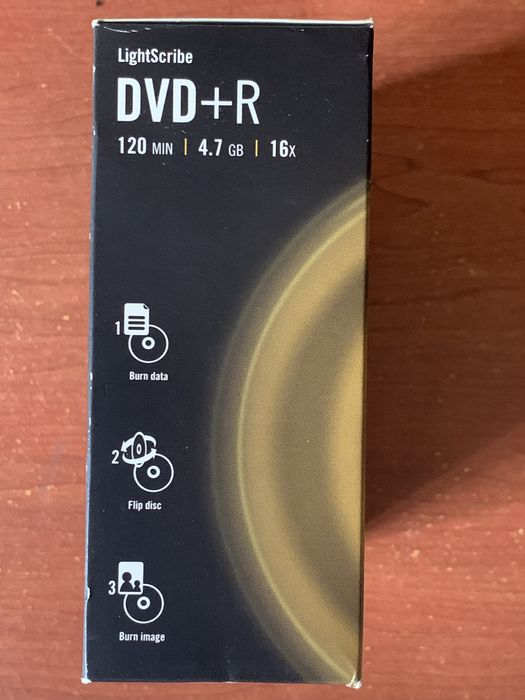 LightScribe
DVD+R
120 MIN | 4.7 GB | 16x
1
Burn data
2
Flip disc
3
Burn image